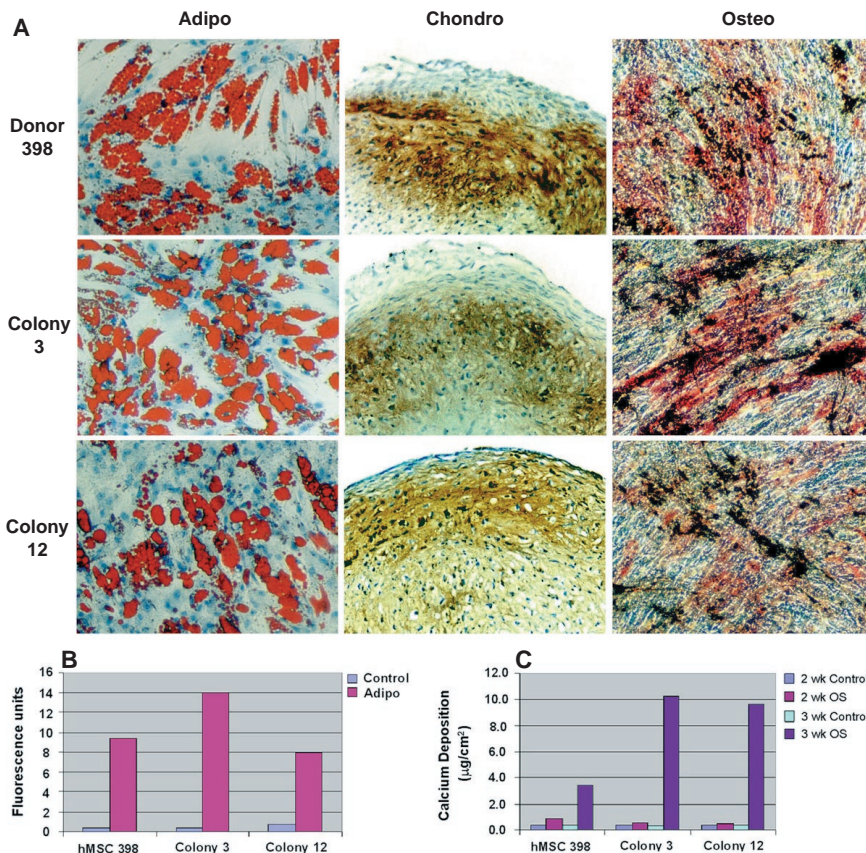 A
Adipo
Chondro
Osteo
Donor
398
Colony
3
Colony
12
B
Fluorescence units
16
14
12
10
8
6
4
2
0
hMSC 398
Colony 3
Colony 12
Control
Adipo
C
Calcium Deposition
(µg/cm²)
12.0
10.0
8.0
6.0
4.0
2.0
0.0
hMSC 398
Colony 3
Colony 12
2 wk Control
2 wk OS
3 wk Control
3 wk OS